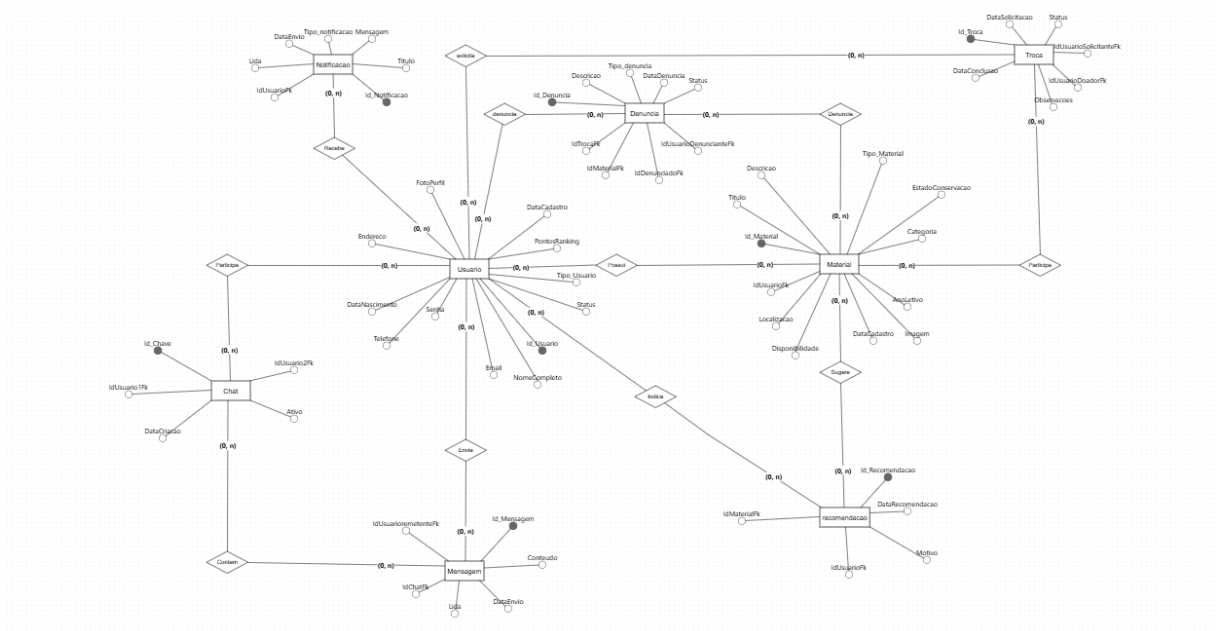 DataSolicitacao
Status
Id_Troca
IdUsuarioSolicitanteFk
Troca
DataConclusao
IdUsuarioDoadorFk
Observacoes
(0, n)
(0, n)
solicita
(0, n)
Tipo_notificacao
Mensagem
DataEnvio
Notificacao
Titulo
Lida
IdUsuarioFk
Id_Notificacao
(0, n)
Recebe
(0, n)
Tipo_denuncia
Descricao
DataDenuncia
Status
Id_Denuncia
denuncia
(0, n)
Denuncia
(0, n)
Denuncia
IdTrocaFk
IdUsuarioDenuncianteFk
IdMaterialFk
IdDenunciadoFk
(0, n)
(0, n)
Tipo_Material
Descricao
EstadoConservacao
Titulo
Categoria
Id_Material
Material
(0, n)
Participa
IdUsuarioFk
(0, n)
AnoLetivo
Localizacao
DataCadastro
Imagem
Disponibilidade
FotoPerfil
DataCadastro
Endereco
PontosRanking
Participa
(0, n)
Usuario
(0, n)
Possui
(0, n)
Tipo_Usuario
DataNascimento
Senha
Status
(0, n)
(0, n)
Telefone
Id_Usuario
Email
NomeCompleto
(0, n)
Id_Chave
IdUsuario2Fk
IdUsuario1Fk
Chat
Ativo
DataCriacao
(0, n)
Sugere
Indica
Emite
(0, n)
(0, n)
Id_Recomendacao
DataRecomendacao
IdMaterialFk
recomendacao
Motivo
IdUsuarioFk
IdUsuarioremetenteFk
Id_Mensagem
(0, n)
Conteudo
Contem
(0, n)
Mensagem
IdChatFk
Lida
DataEnvio